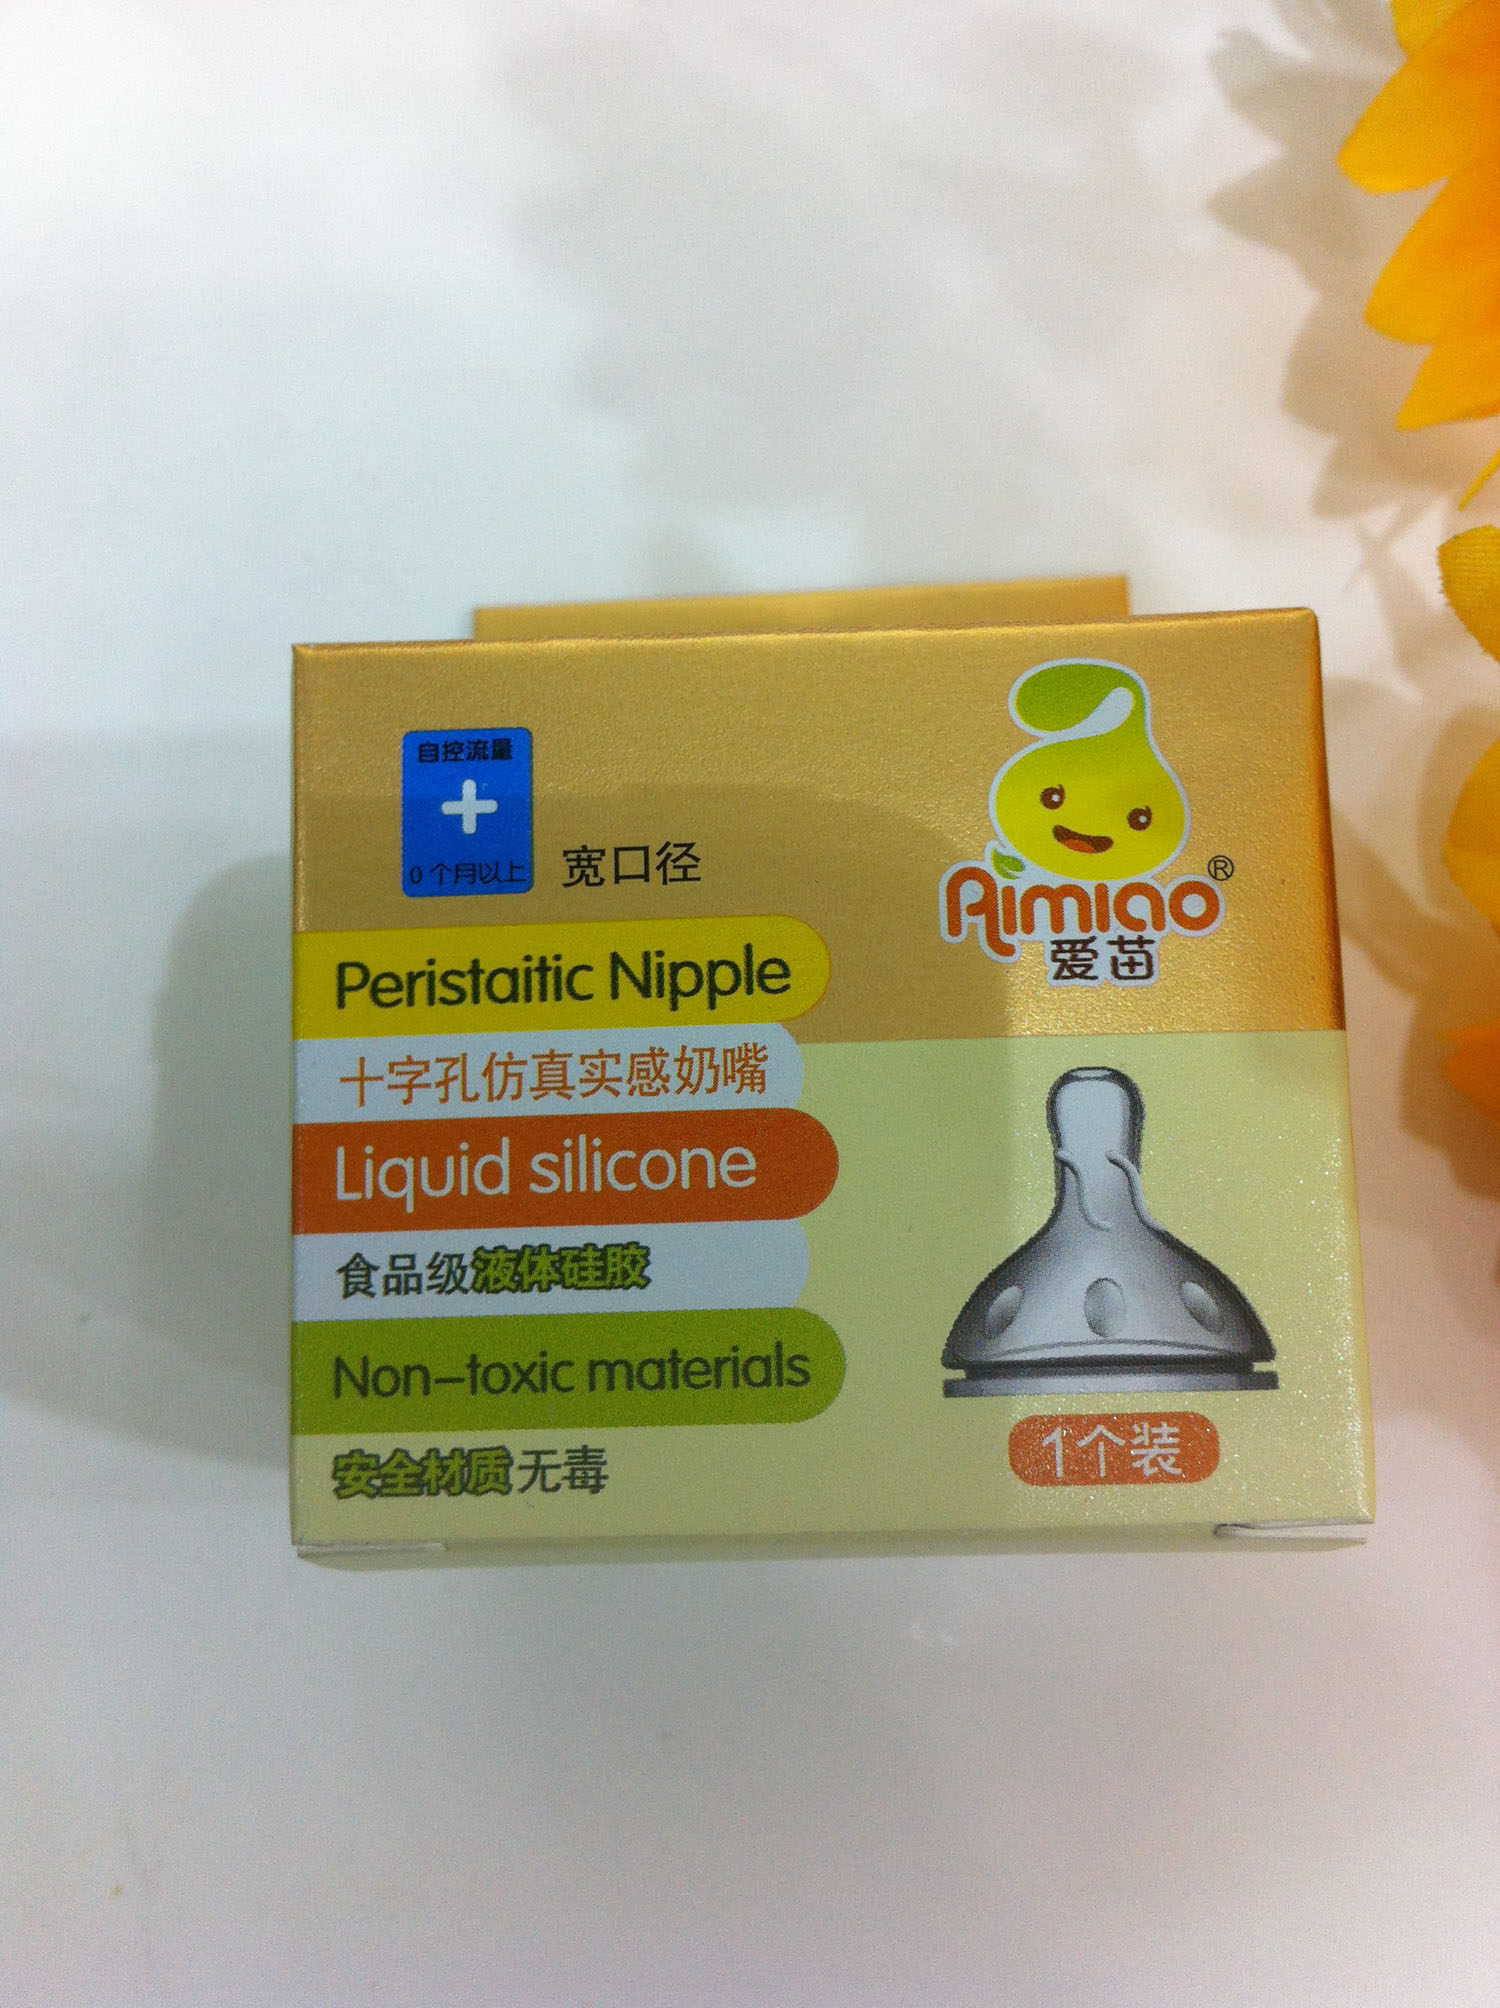 自控流量
+
0个月以上
宽口径
Aimiao®
爱苗
Peristaitic Nipple
十字孔仿真实感奶嘴
Liquid silicone
食品级液体硅胶
Non-toxic materials
安全材质无毒
1个装